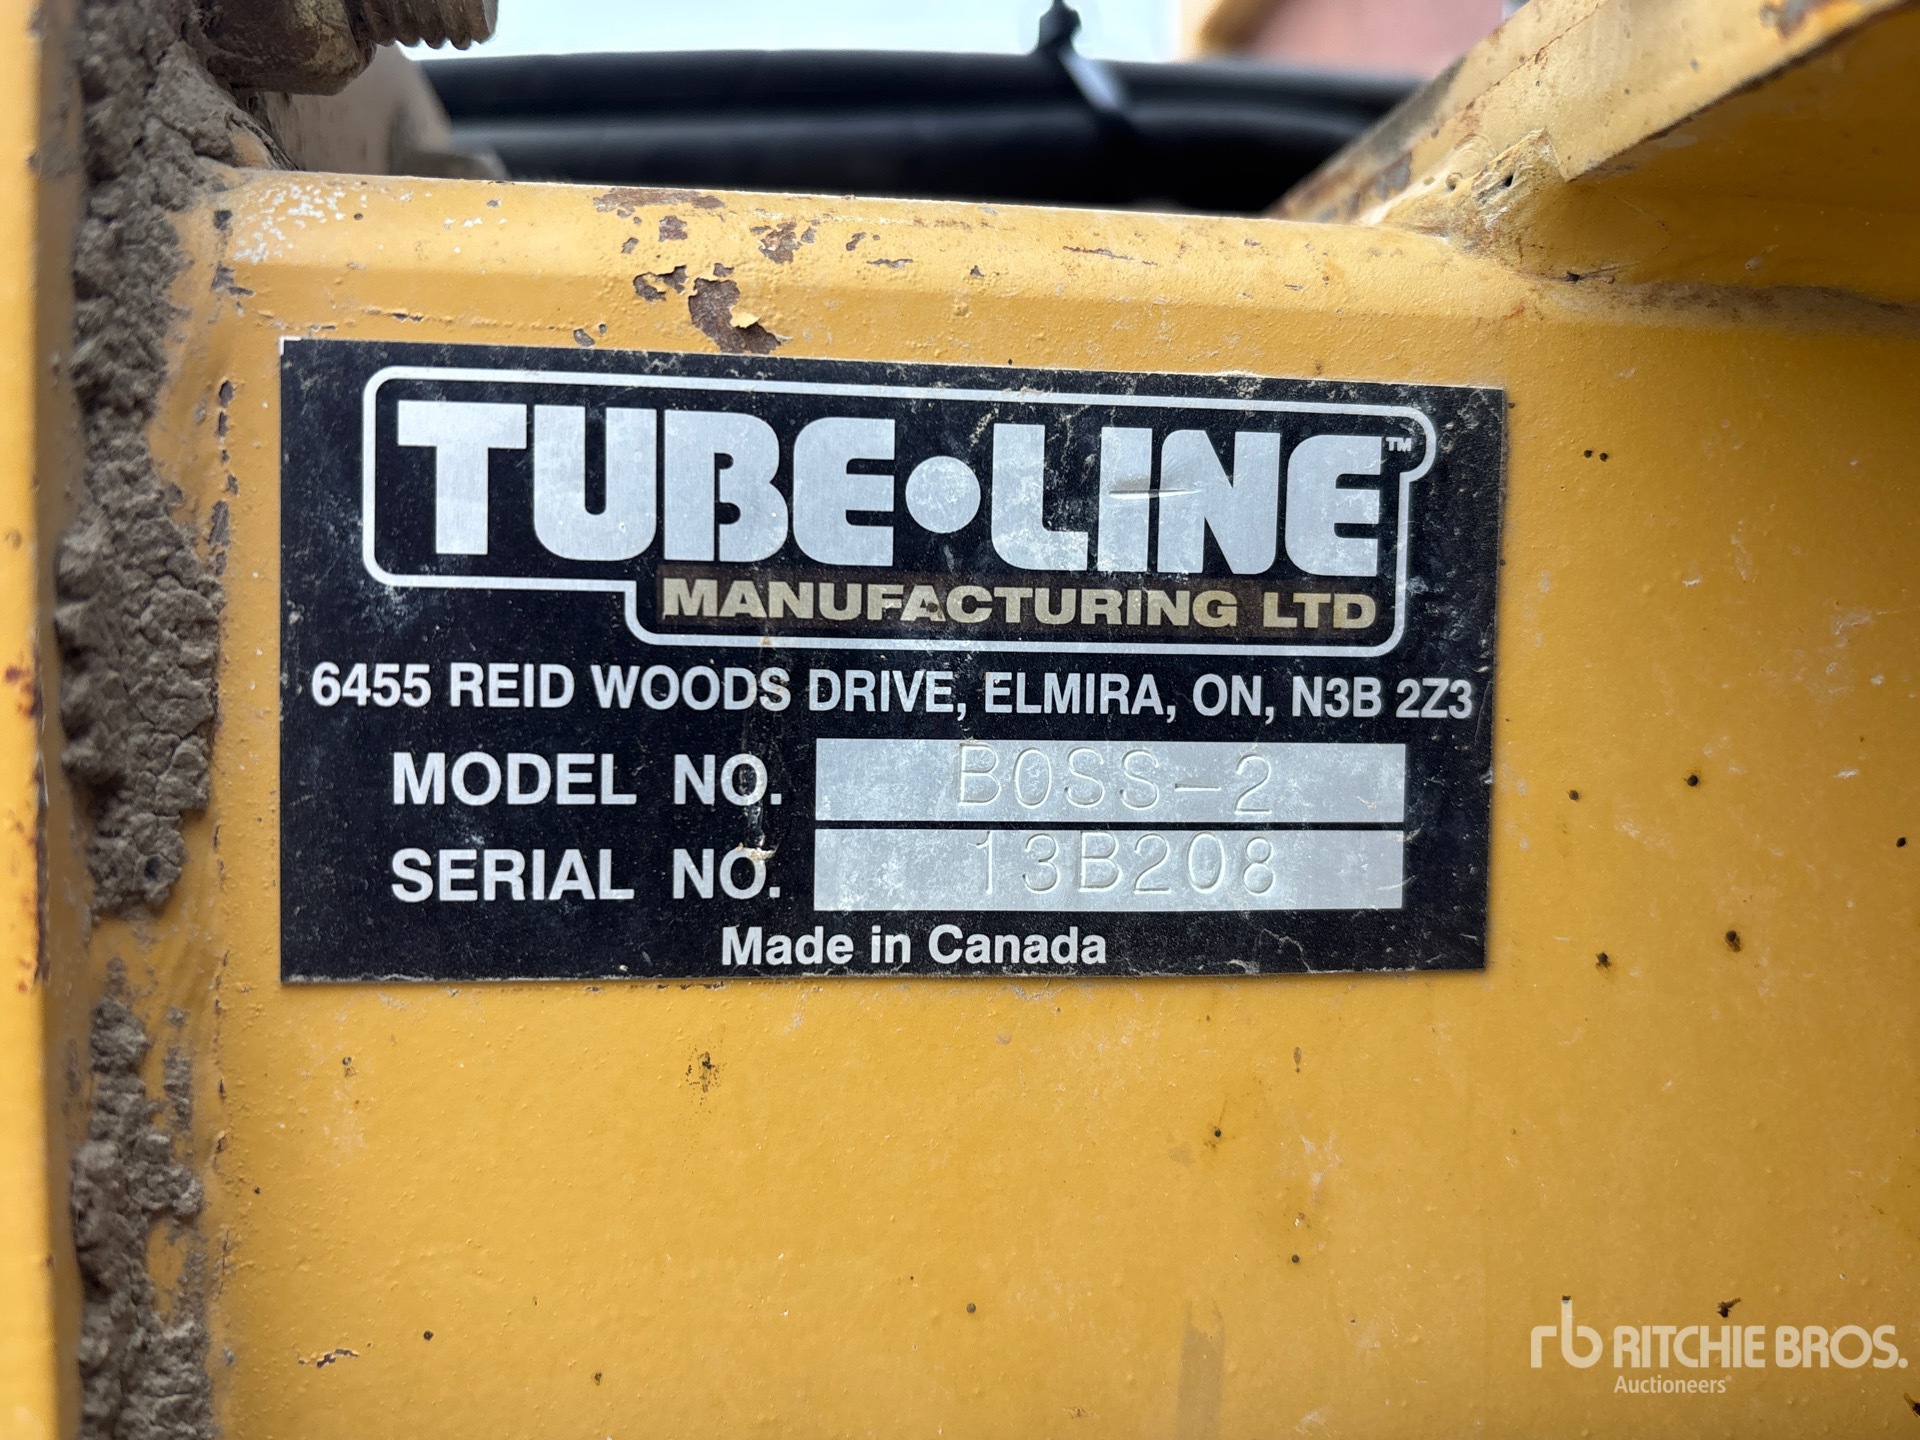 TUBE•LINE™
MANUFACTURING LTD
6455 REID WOODS DRIVE, ELMIRA, ON, N3B 2Z3
MODEL NO. BOSS-2
SERIAL NO. 13B208
Made in Canada
rb RITCHIE BROS.
Auctioneers